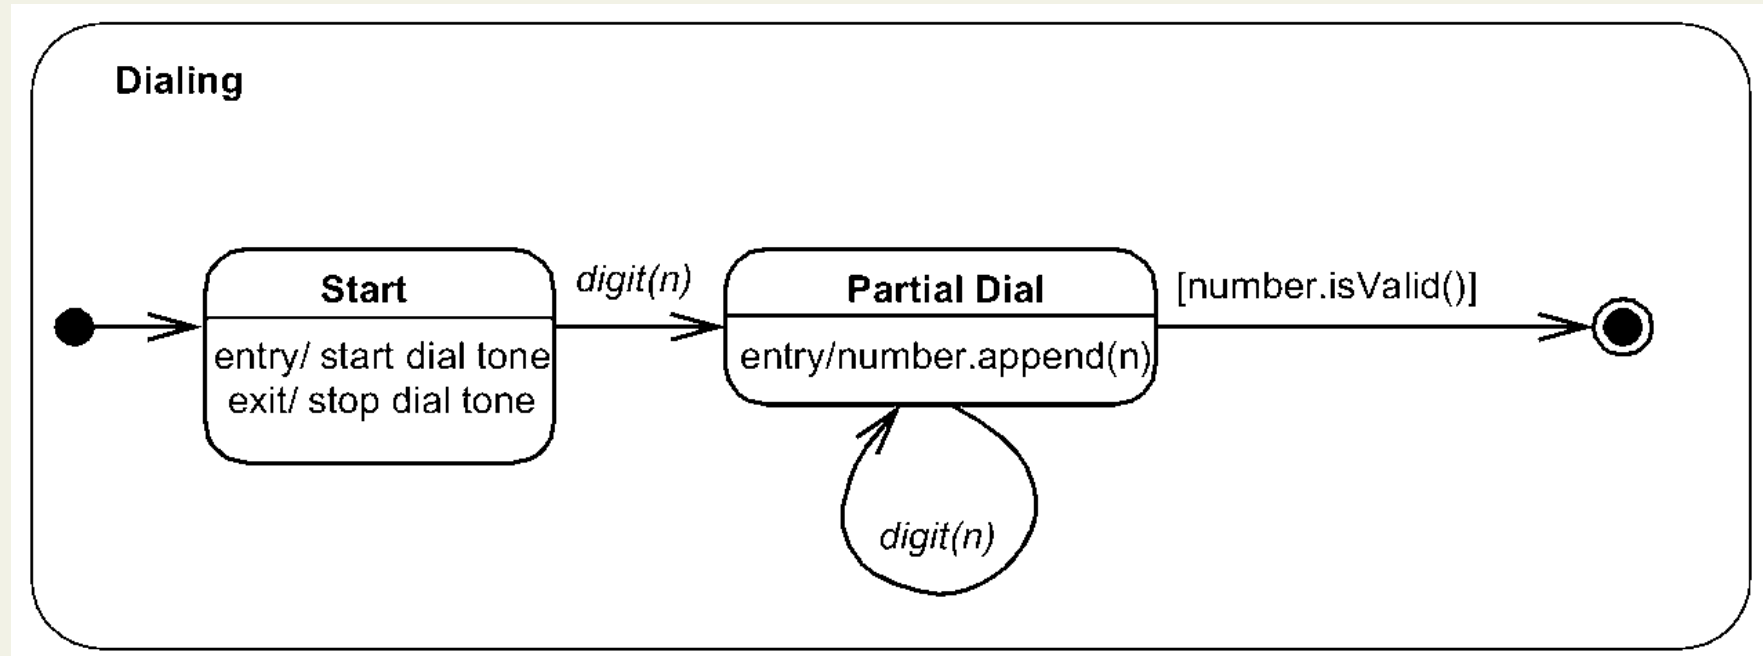 Dialing
Start
entry/ start dial tone
exit/ stop dial tone
digit(n)
Partial Dial
entry/number.append(n)
digit(n)
[number.isValid()]